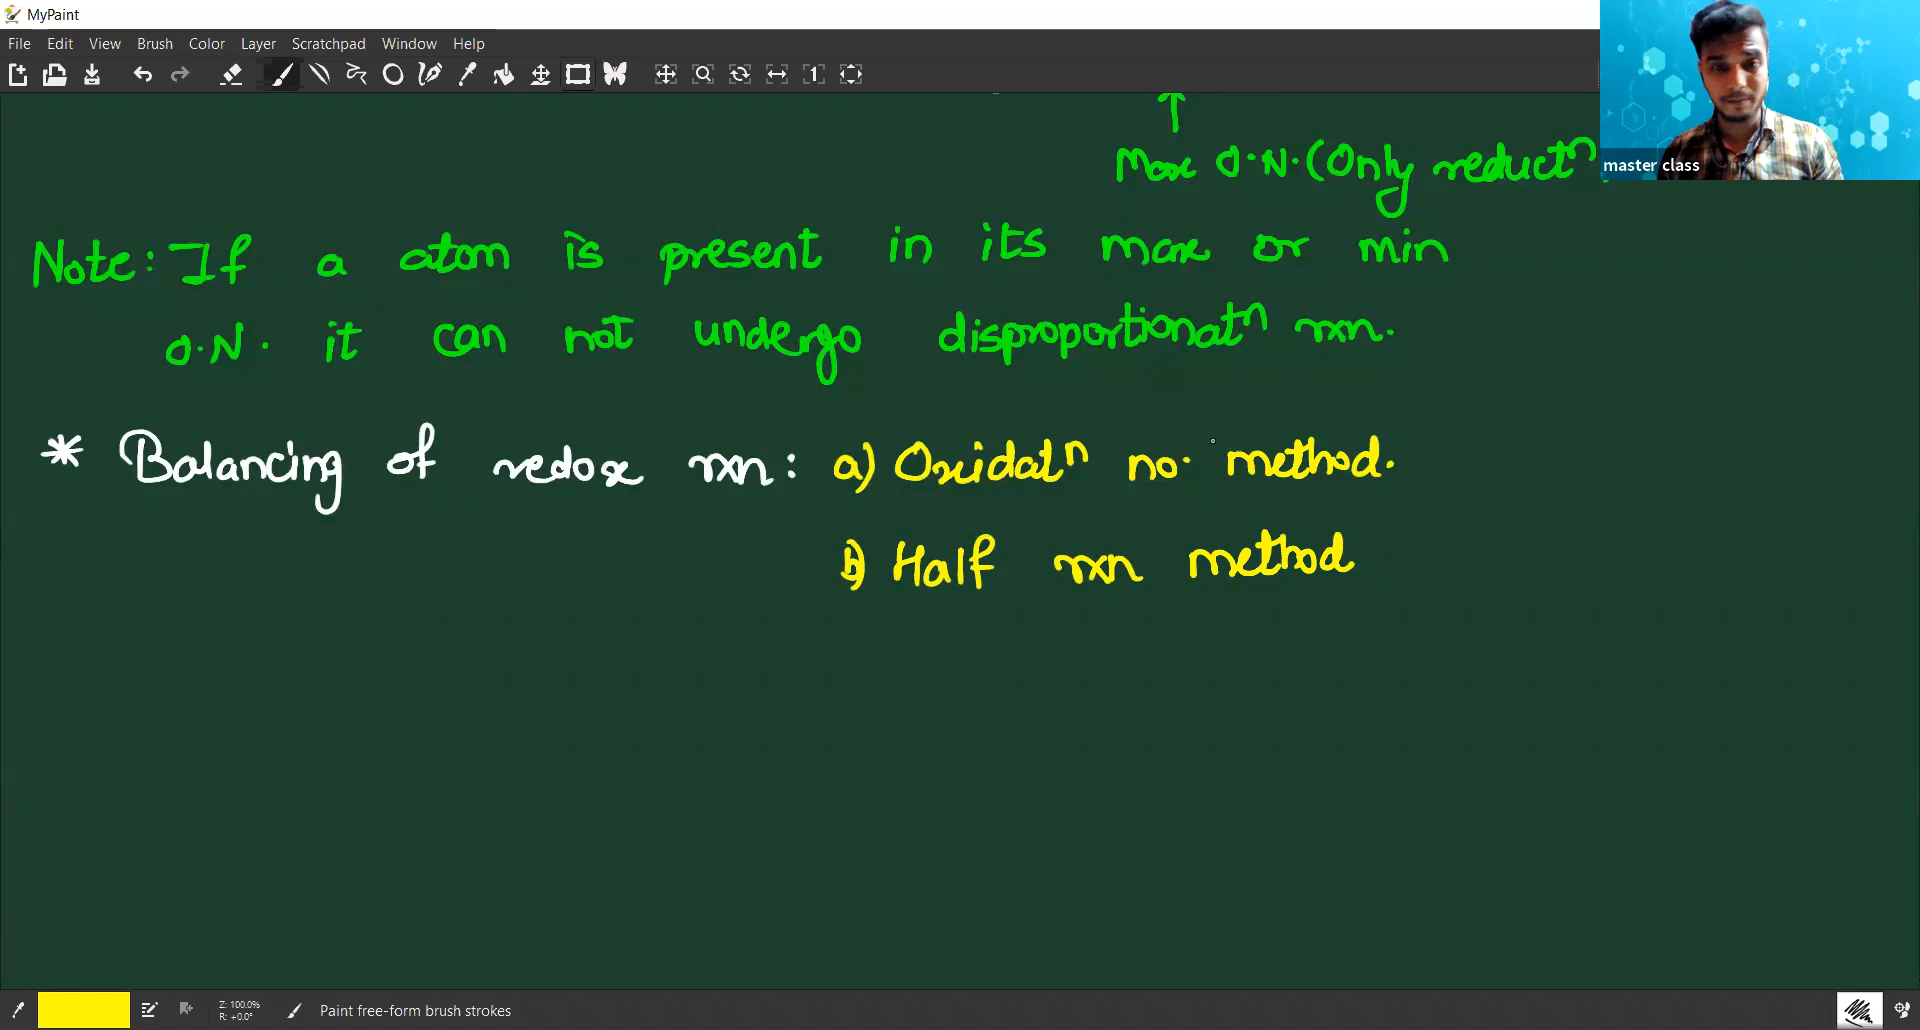 MyPaint
File Edit View Brush Color Layer Scratchpad Window Help
master class
Max O.N. (Only reductⁿ
Note: If a atom is present in its max or min
O.N. it can not undergo disproportionatⁿ rxn.
* Balancing of redox rxn: a) Oxidatⁿ no. method.
b) Half rxn method
Z: 100.0%
R: +0.0°
Paint free-form brush strokes